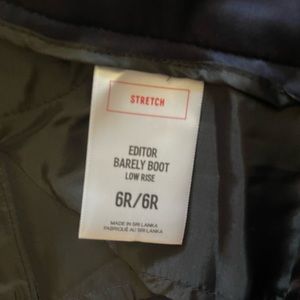 STRETCH
EDITOR
BARELY BOOT
LOW RISE
6R/6R
MADE IN SRI LANKA
FABRIQUÉ AU SRI LANKA